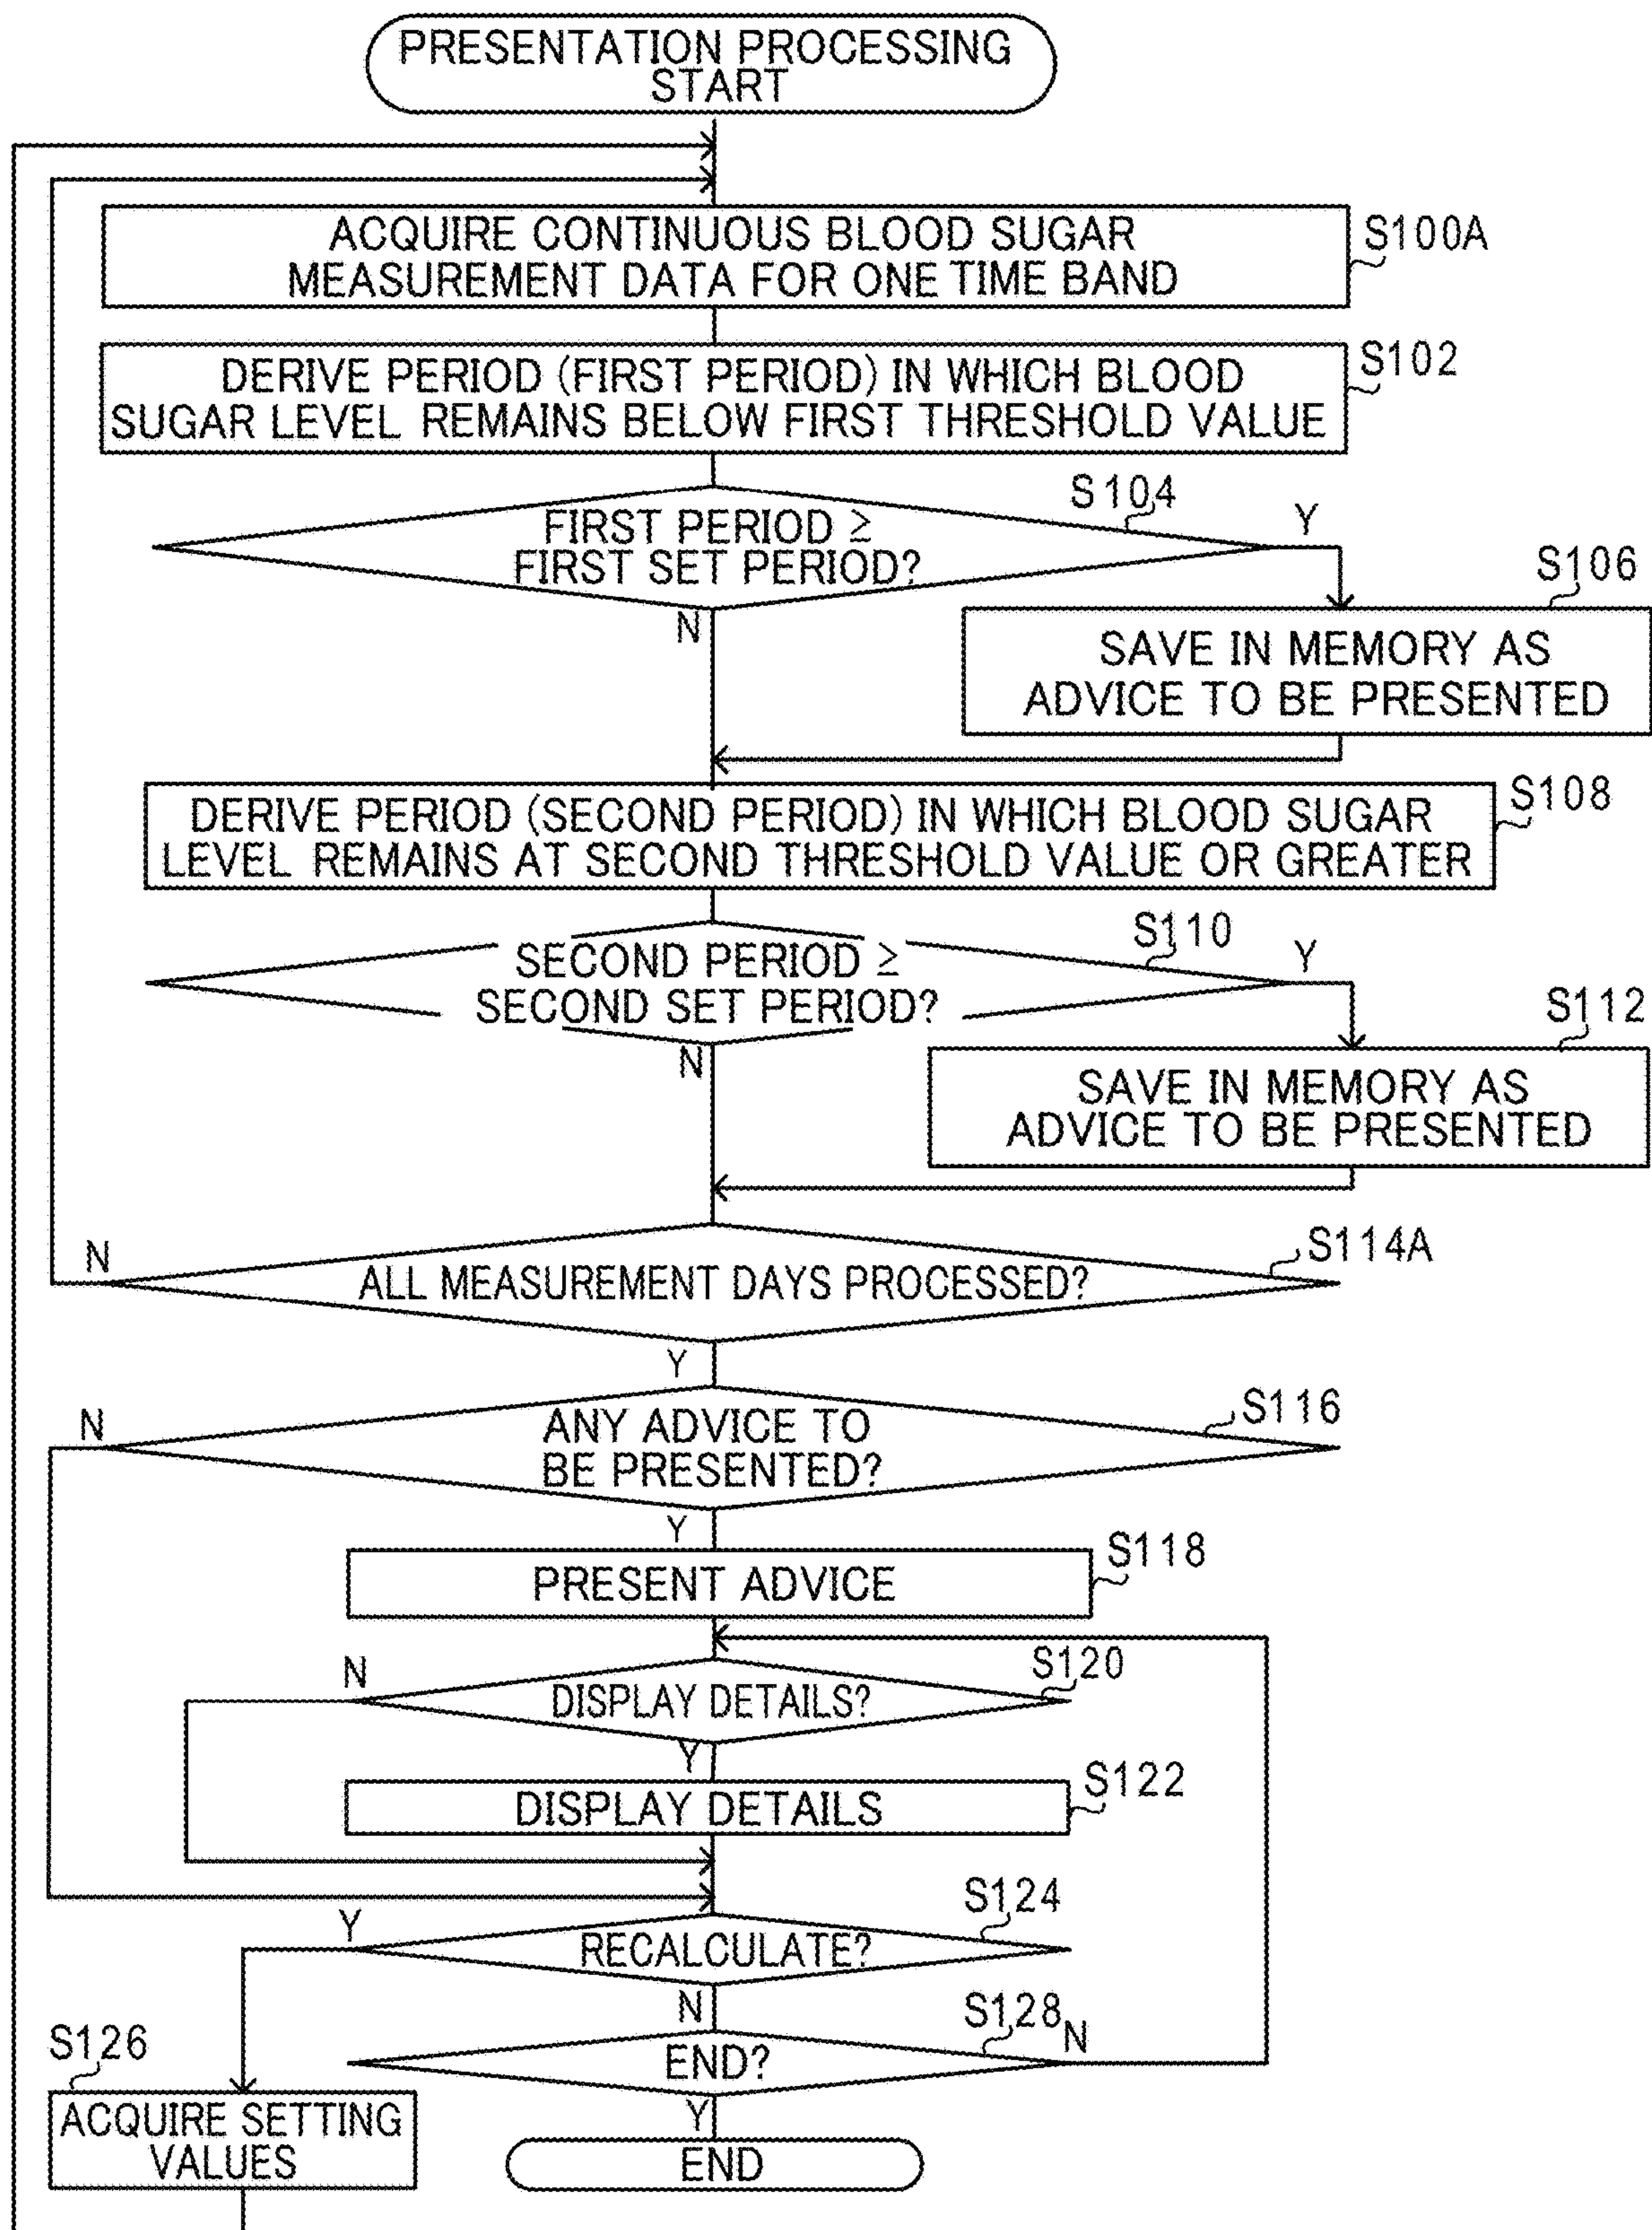 PRESENTATION PROCESSING
START
ACQUIRE CONTINUOUS BLOOD SUGAR
MEASUREMENT DATA FOR ONE TIME BAND
S100A
DERIVE PERIOD (FIRST PERIOD) IN WHICH BLOOD
SUGAR LEVEL REMAINS BELOW FIRST THRESHOLD VALUE
S102
FIRST PERIOD ≥
FIRST SET PERIOD?
S104
Y
N
S106
SAVE IN MEMORY AS
ADVICE TO BE PRESENTED
DERIVE PERIOD (SECOND PERIOD) IN WHICH BLOOD SUGAR
LEVEL REMAINS AT SECOND THRESHOLD VALUE OR GREATER
S108
SECOND PERIOD ≥
SECOND SET PERIOD?
S110
Y
N
S112
SAVE IN MEMORY AS
ADVICE TO BE PRESENTED
N
ALL MEASUREMENT DAYS PROCESSED?
S114A
Y
N
ANY ADVICE TO
BE PRESENTED?
S116
Y
PRESENT ADVICE
S118
N
DISPLAY DETAILS?
S120
Y
DISPLAY DETAILS
S122
Y
RECALCULATE?
S124
N
S126
ACQUIRE SETTING
VALUES
END?
S128
N
Y
END